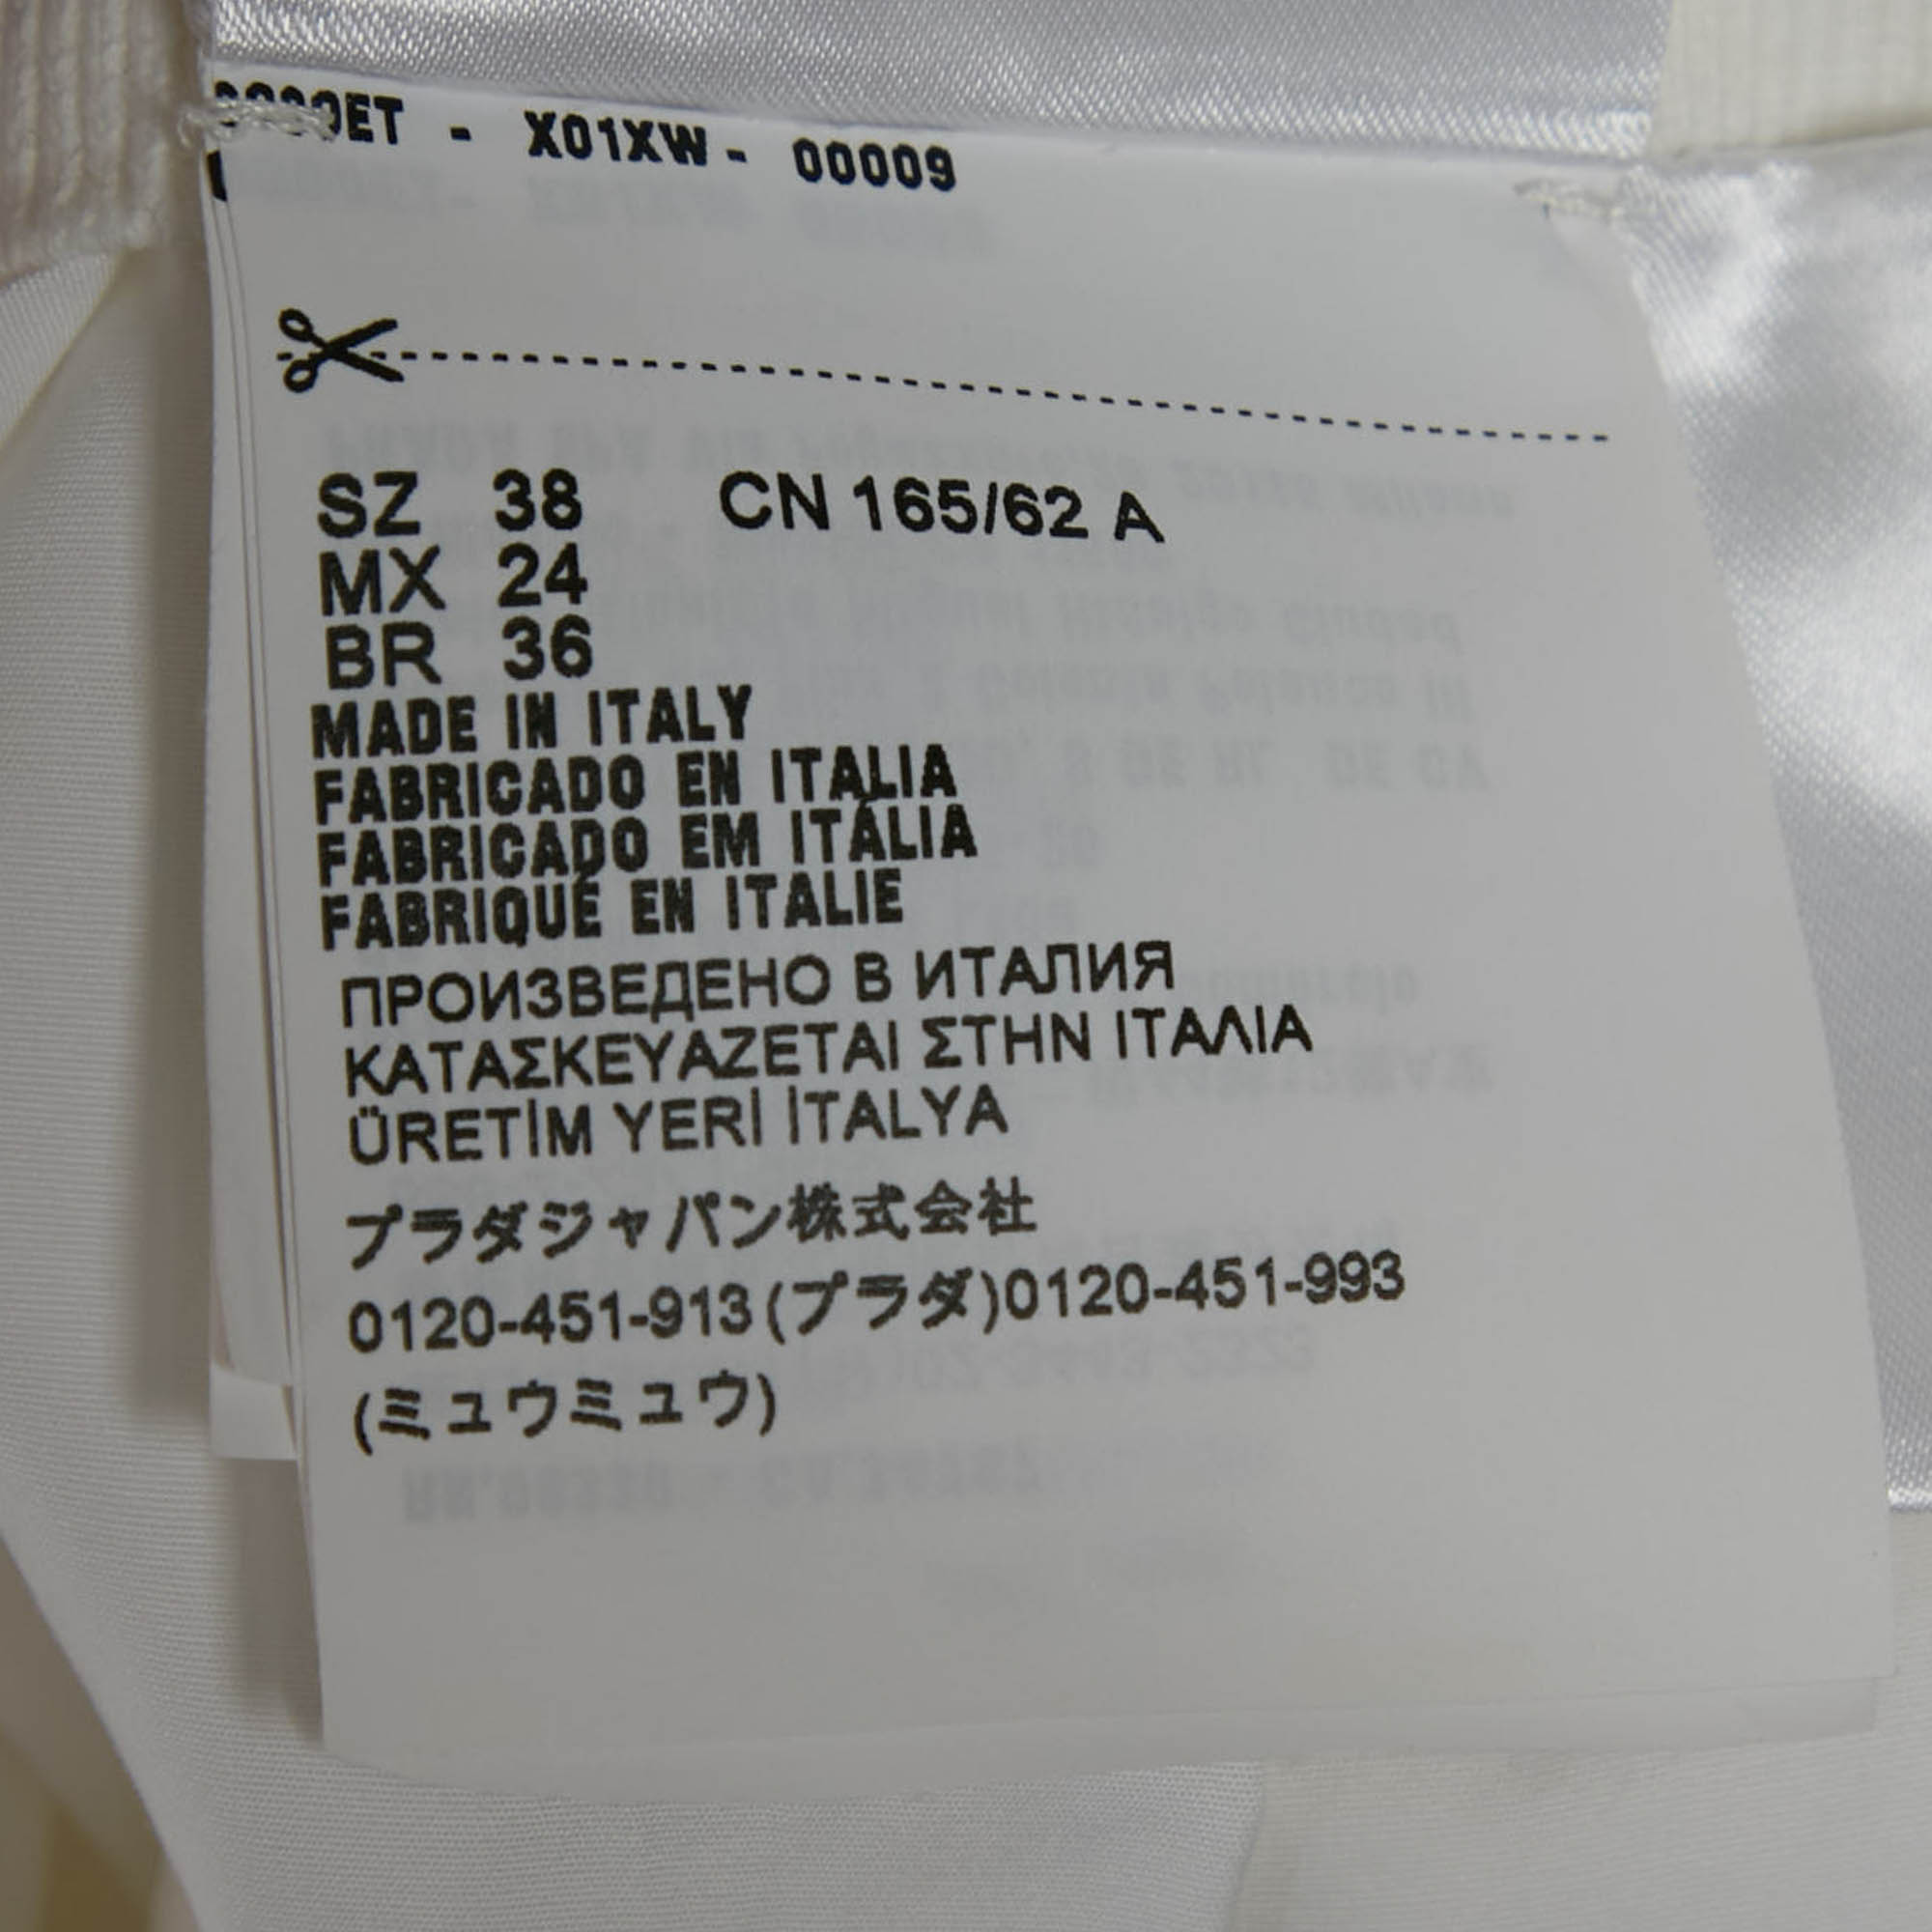 - X01XW - 00009
SZ 38 CN 165/62 A
MX 24
BR 36
MADE IN ITALY
FABRICADO EN ITALIA
FABRICADO EM ITÁLIA
FABRIQUÉ EN ITALIE
ПРОИЗВЕДЕНО В ИТАЛИЯ
ΚΑΤΑΣΚΕΥΑΖΕΤΑΙ ΣΤΗΝ ΙΤΑΛΙΑ
ÜRETİM YERİ İTALYA
プラダジャパン株式会社
0120-451-913(プラダ)0120-451-993
(ミュウミュウ)